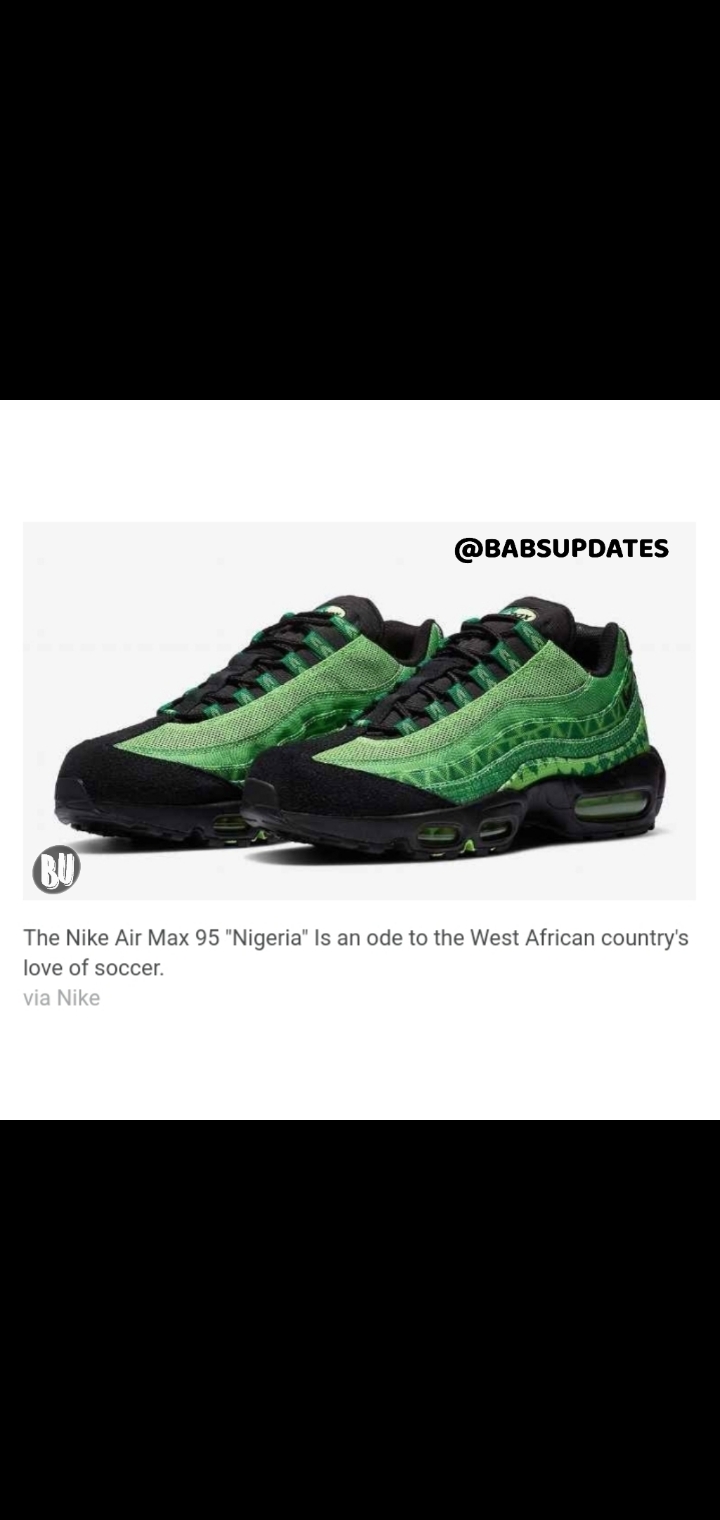 @BABSUPDATES
BU
The Nike Air Max 95 "Nigeria" Is an ode to the West African country's
love of soccer.
via Nike